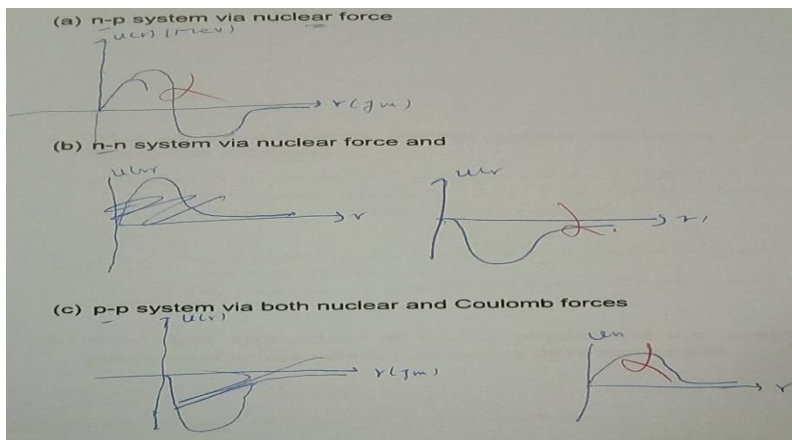 (a) n-p system via nuclear force
u(r) (MeV)
r (fm)
(b) n-n system via nuclear force and
r
r
(c) p-p system via both nuclear and Coulomb forces
u(r)
r (fm)
r